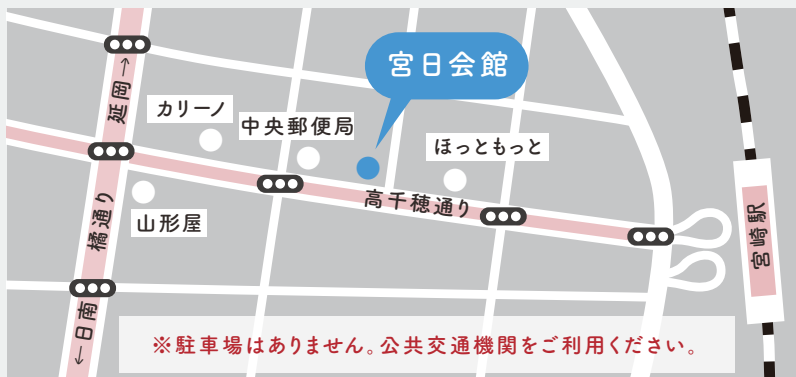 宮日会館
延岡→
カリーノ
中央郵便局
ほっともっと
山形屋
橘通り
高千穂通り
宮崎駅
←日南
※駐車場はありません。公共交通機関をご利用ください。